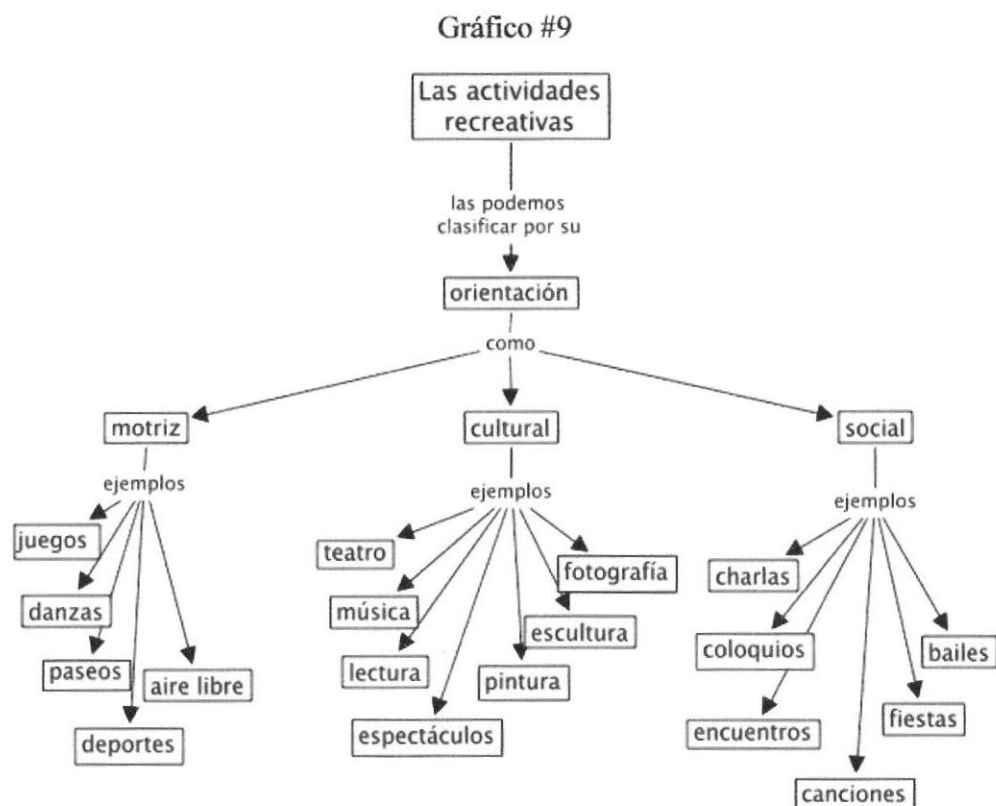 Gráfico #9
Las actividades
recreativas
las podemos
clasificar por su
orientación
como
motriz
cultural
social
ejemplos
juegos
danzas
paseos
aire libre
deportes
ejemplos
teatro
fotografía
música
escultura
lectura
pintura
espectáculos
ejemplos
charlas
coloquios
bailes
encuentros
fiestas
canciones